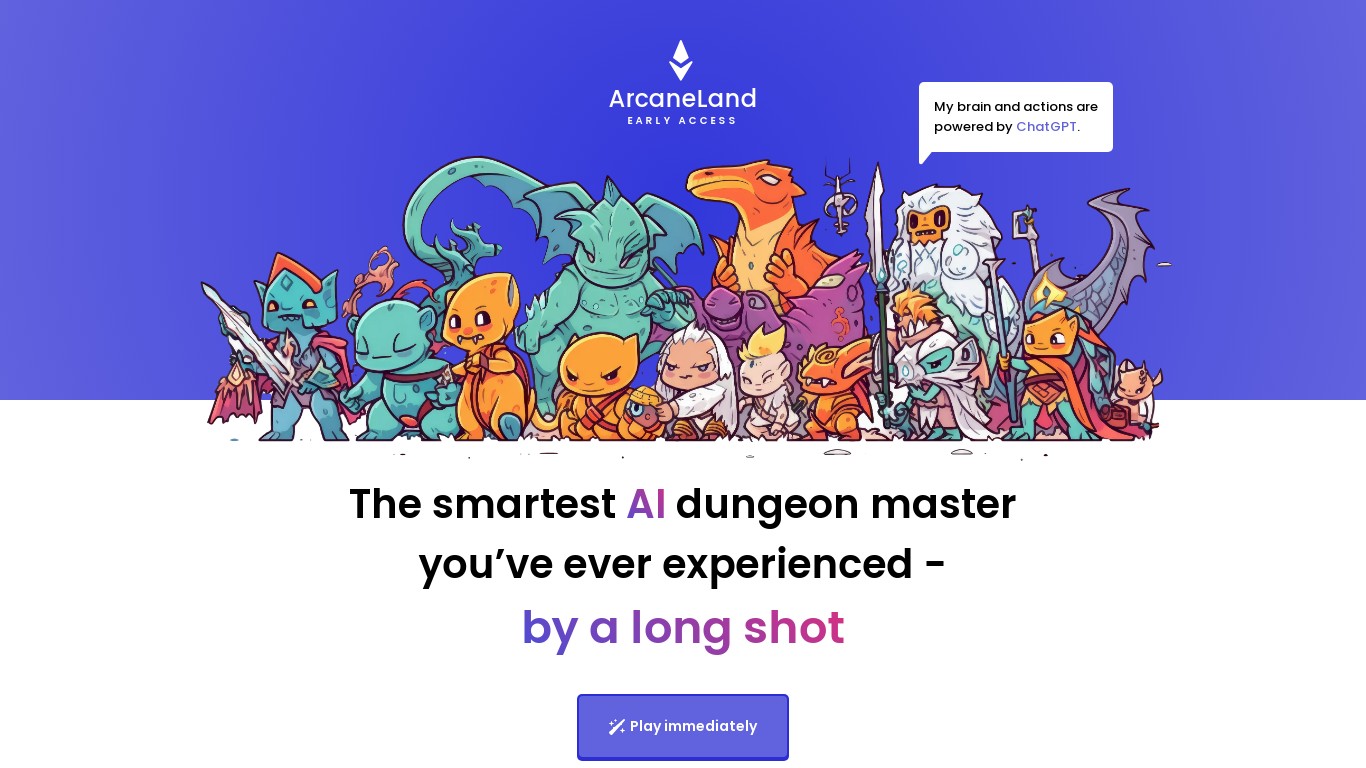 ArcaneLand
EARLY ACCESS
My brain and actions are
powered by ChatGPT.
The smartest AI dungeon master
you’ve ever experienced -
by a long shot
Play immediately